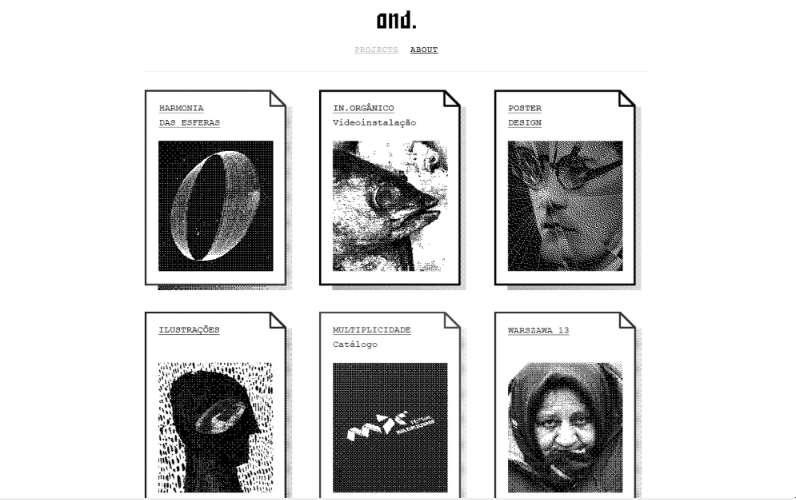 and.
PROJECTS ABOUT
HARMONIA
DAS ESFERAS
IN.ORGÂNICO
Videoinstalação
POSTER
DESIGN
ILUSTRAÇÕES
MULTIPLICIDADE
Catálogo
WARSZAWA 13